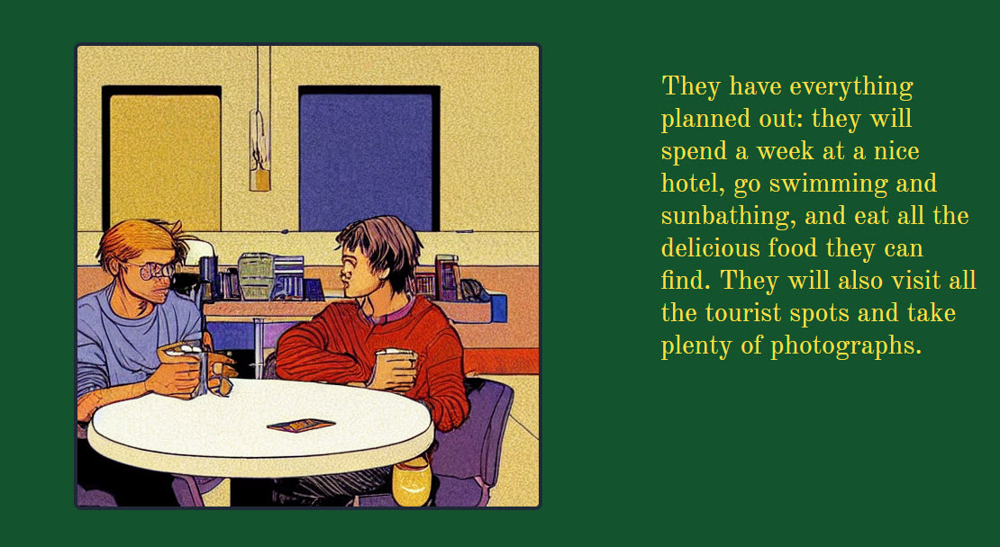 They have everything
planned out: they will
spend a week at a nice
hotel, go swimming and
sunbathing, and eat all the
delicious food they can
find. They will also visit all
the tourist spots and take
plenty of photographs.